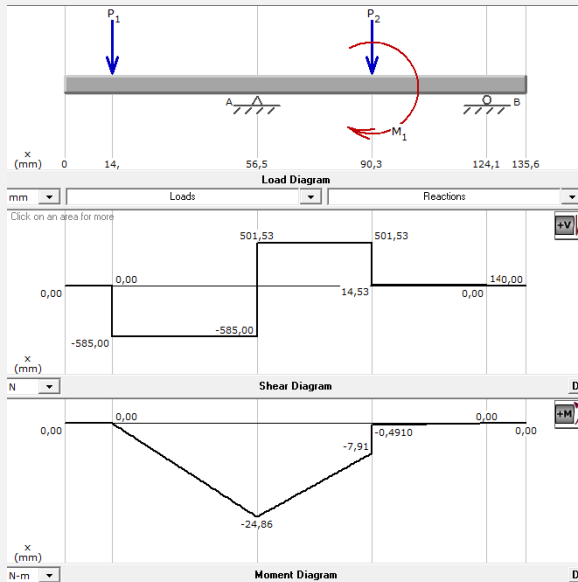 P1 P2
A B
M1
x
(mm) 0 14, 56,5 90,3 124,1 135,6
Load Diagram
mm Loads Reactions
Click on an area for more +V
501,53 501,53
0,00 0,00 14,53 0,00 140,00
-585,00 -585,00
x
(mm)
N Shear Diagram D
+M
0,00 0,00 0,00 0,00
-0,4910
-7,91
-24,86
x
(mm)
N-m Moment Diagram D